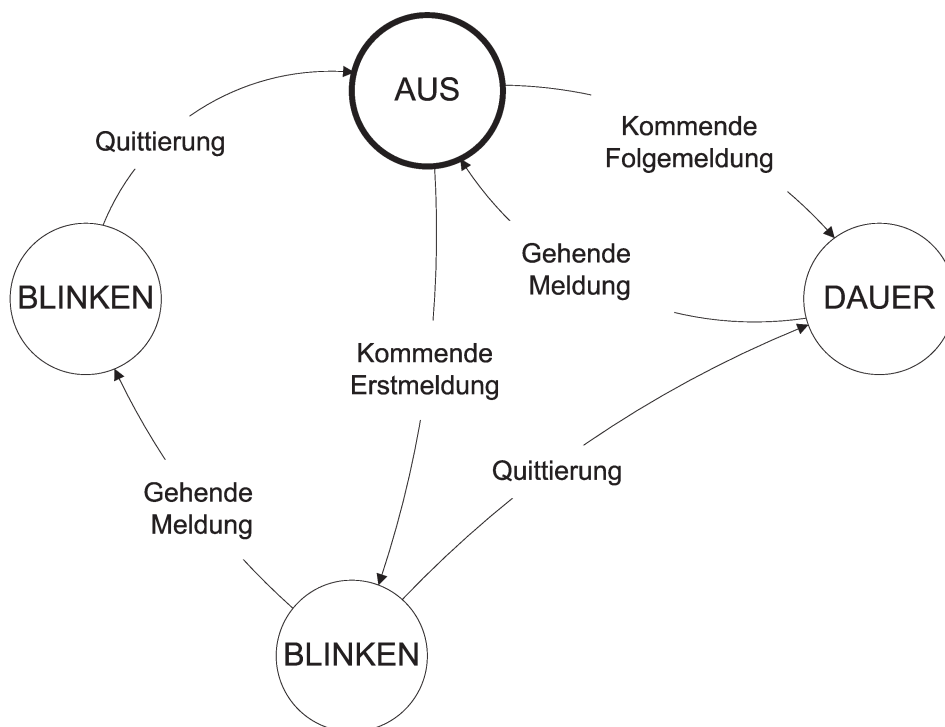 AUS
Kommende
Folgemeldung
Quittierung
Gehende
Meldung
BLINKEN
DAUER
Kommende
Erstmeldung
Quittierung
Gehende
Meldung
BLINKEN